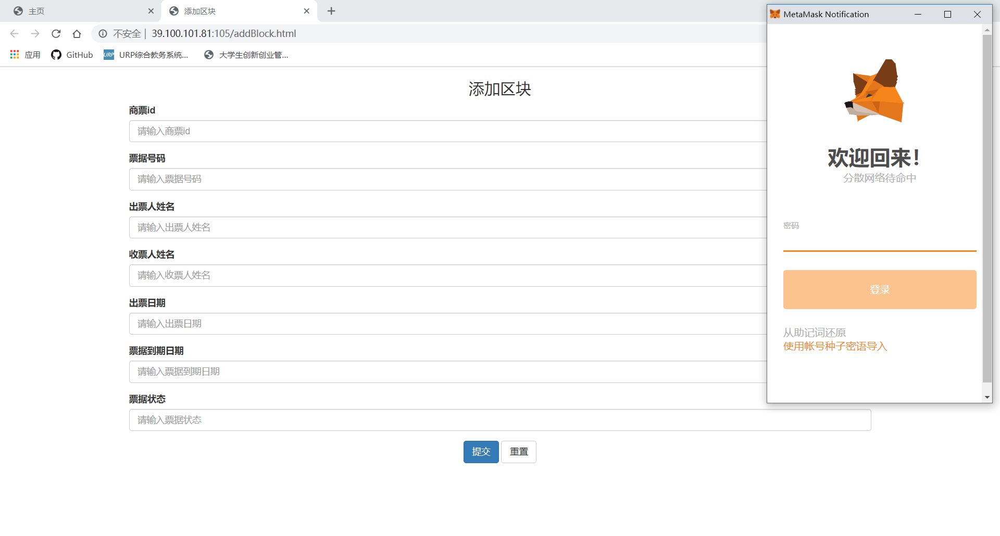 主页
添加区块
不安全 | 39.100.101.81:105/addBlock.html
应用
GitHub
URP
URP综合教务系统...
大学生创新创业管...
添加区块
商票id
请输入商票id
票据号码
请输入票据号码
出票人姓名
请输入出票人姓名
收票人姓名
请输入收票人姓名
出票日期
请输入出票日期
票据到期日期
请输入票据到期日期
票据状态
请输入票据状态
提交
重置
MetaMask Notification
欢迎回来！
分散网络待命中
密码
登录
从助记词还原
使用帐号种子密语导入